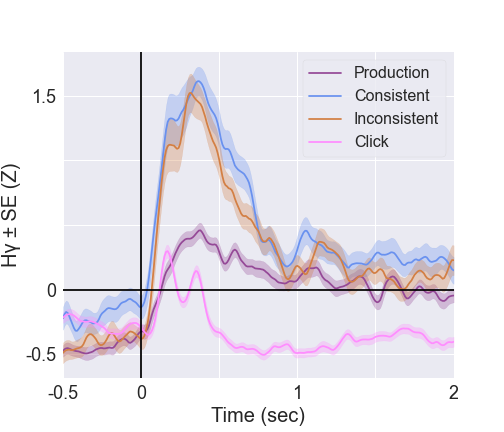 Production
Consistent
Inconsistent
Click
1.5
0
-0.5
Hγ ± SE (Z)
-0.5
0
1
2
Time (sec)